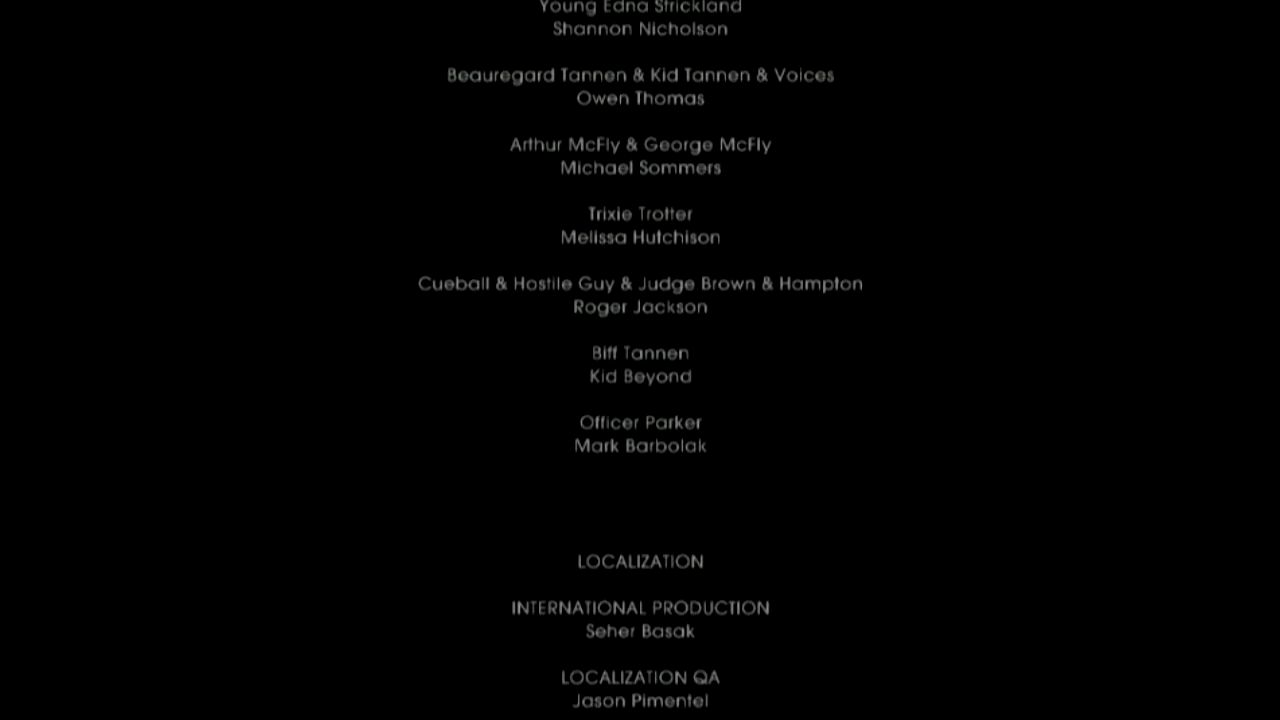 Young Edna Strickland
Shannon Nicholson
Beauregard Tannen & Kid Tannen & Voices
Owen Thomas
Arthur McFly & George McFly
Michael Sommers
Trixie Trotter
Melissa Hutchison
Cueball & Hostile Guy & Judge Brown & Hampton
Roger Jackson
Biff Tannen
Kid Beyond
Officer Parker
Mark Barbolak
LOCALIZATION
INTERNATIONAL PRODUCTION
Seher Basak
LOCALIZATION QA
Jason Pimentel